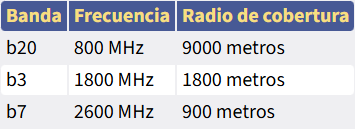 Banda Frecuencia Radio de cobertura
b20 800 MHz 9000 metros
b3 1800 MHz 1800 metros
b7 2600 MHz 900 metros